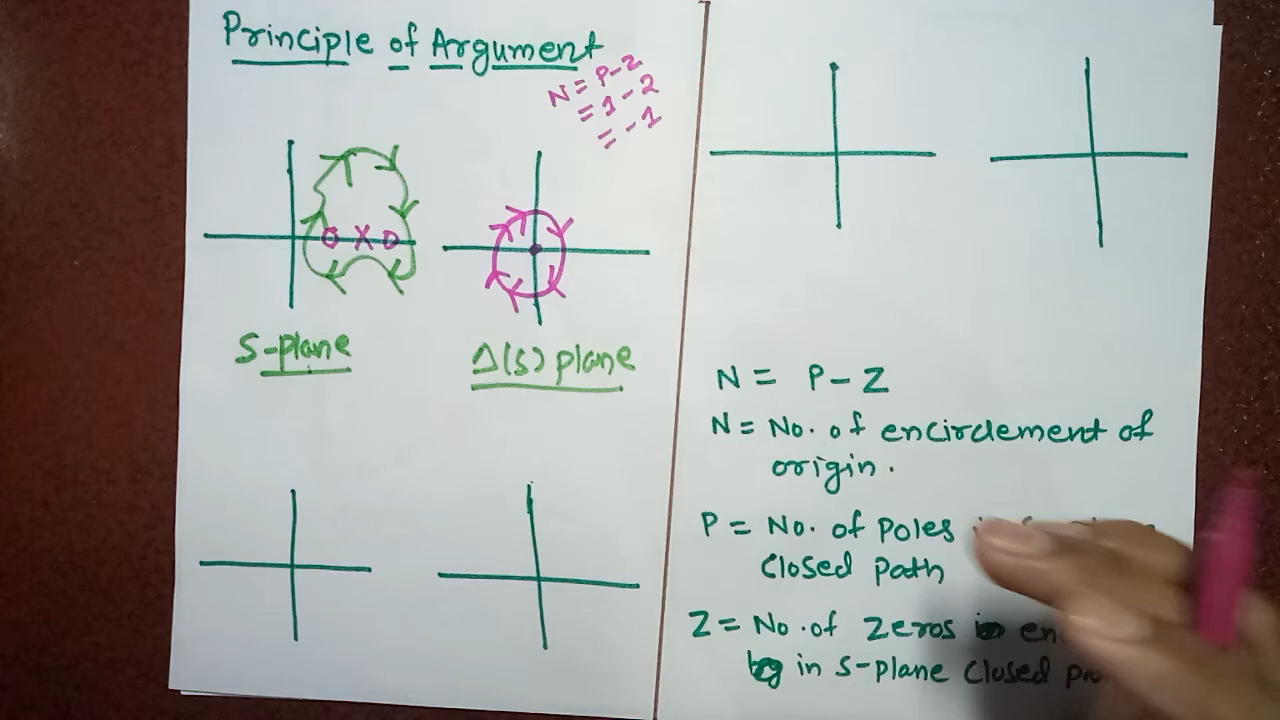 Principle of Argument
N = P - Z
= 1 - 2
= - 1
S-plane
Δ(s) plane
N = P - Z
N = No. of encirclement of
origin.
P = No. of Poles
closed path
Z = No. of zeros
in s-plane closed